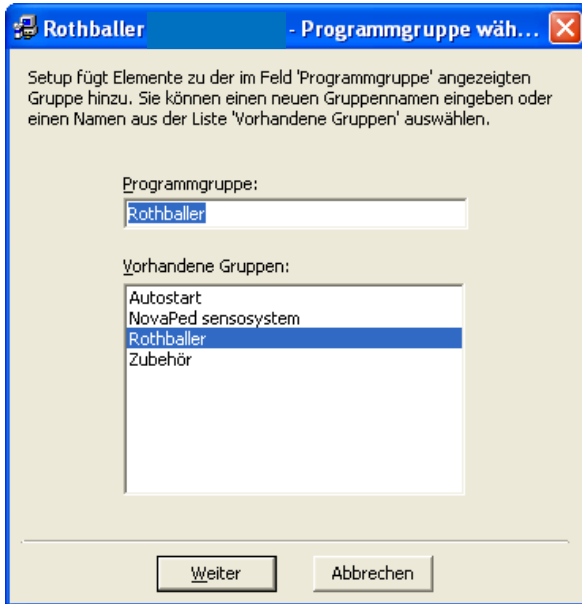 Rothballer - Programmgruppe wäh...
Setup fügt Elemente zu der im Feld 'Programmgruppe' angezeigten
Gruppe hinzu. Sie können einen neuen Gruppennamen eingeben oder
einen Namen aus der Liste 'Vorhandene Gruppen' auswählen.
Programmgruppe:
Rothballer
Vorhandene Gruppen:
Autostart
NovaPed sensosystem
Rothballer
Zubehör
Weiter Abbrechen